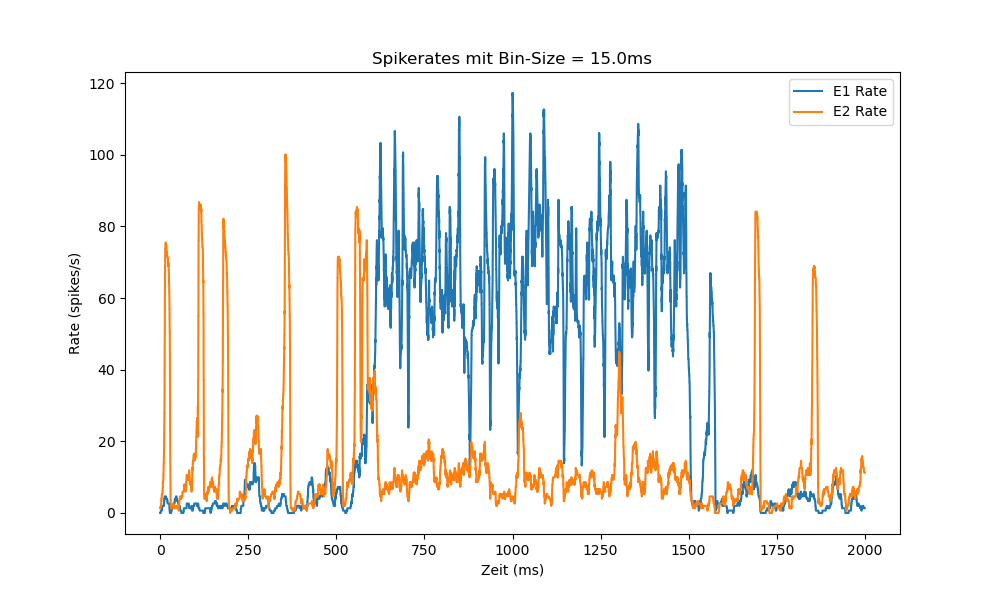 Spikerates mit Bin-Size = 15.0ms
E1 Rate
E2 Rate
120
100
80
60
40
20
0
Rate (spikes/s)
0 250 500 750 1000 1250 1500 1750 2000
Zeit (ms)